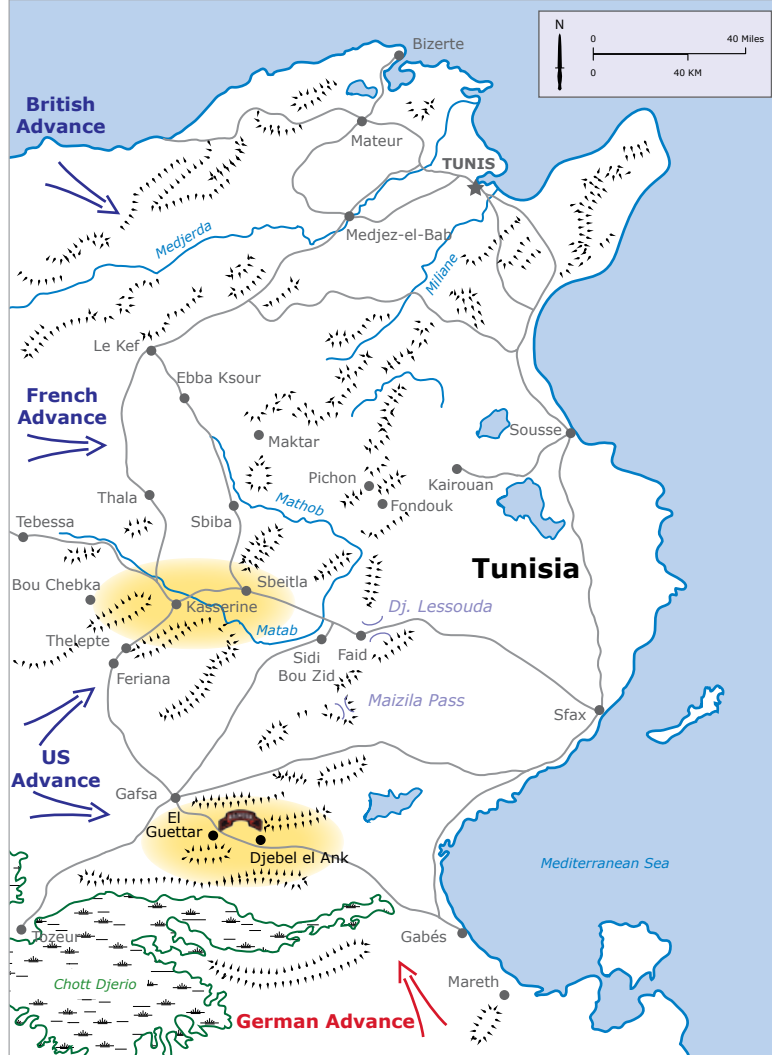 N
0
40 Miles
0
40 KM
Bizerte
British
Advance
Mateur
TUNIS
Medjerda
Medjez-el-Bab
Miliane
Le Kef
Ebba Ksour
French
Advance
Maktar
Sousse
Pichon
Kairouan
Thala
Mathob
Fondouk
Sbiba
Tebessa
Tunisia
Bou Chebka
Sbeitla
Kasserine
Dj. Lessouda
Matab
Thelepte
Sidi
Bou Zid
Faid
Feriana
Maizila Pass
Sfax
US
Advance
Gafsa
El
Guettar
Djebel el Ank
Mediterranean Sea
Tozeur
Gabés
Chott Djerio
Mareth
German Advance